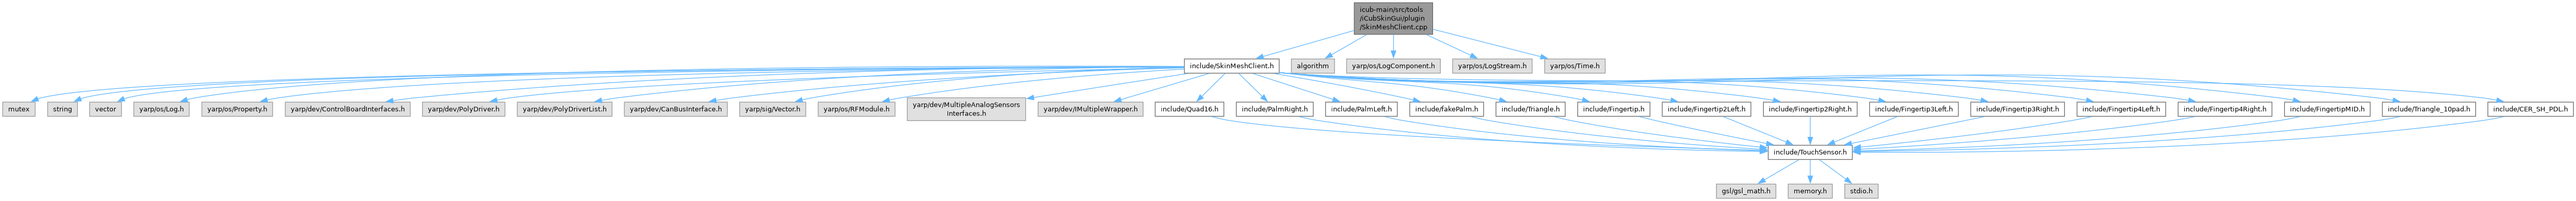 icub-main/src/tools
/iCubSkinGui/plugin
/SkinMeshClient.cpp
include/SkinMeshClient.h
algorithm
yarp/os/LogComponent.h
yarp/os/LogStream.h
yarp/os/Time.h
mutex
string
vector
yarp/os/Log.h
yarp/os/Property.h
yarp/dev/ControlBoardInterfaces.h
yarp/dev/PolyDriver.h
yarp/dev/PolyDriverList.h
yarp/dev/CanBusInterface.h
yarp/sig/Vector.h
yarp/os/RFModule.h
yarp/dev/MultipleAnalogSensors
Interfaces.h
yarp/dev/IMultipleWrapper.h
include/Quad16.h
include/PalmRight.h
include/PalmLeft.h
include/fakePalm.h
include/Triangle.h
include/Fingertip.h
include/Fingertip2Left.h
include/Fingertip2Right.h
include/Fingertip3Left.h
include/Fingertip3Right.h
include/Fingertip4Left.h
include/Fingertip4Right.h
include/FingertipMID.h
include/Triangle_10pad.h
include/CER_SH_PDL.h
include/TouchSensor.h
gsl/gsl_math.h
memory.h
stdio.h